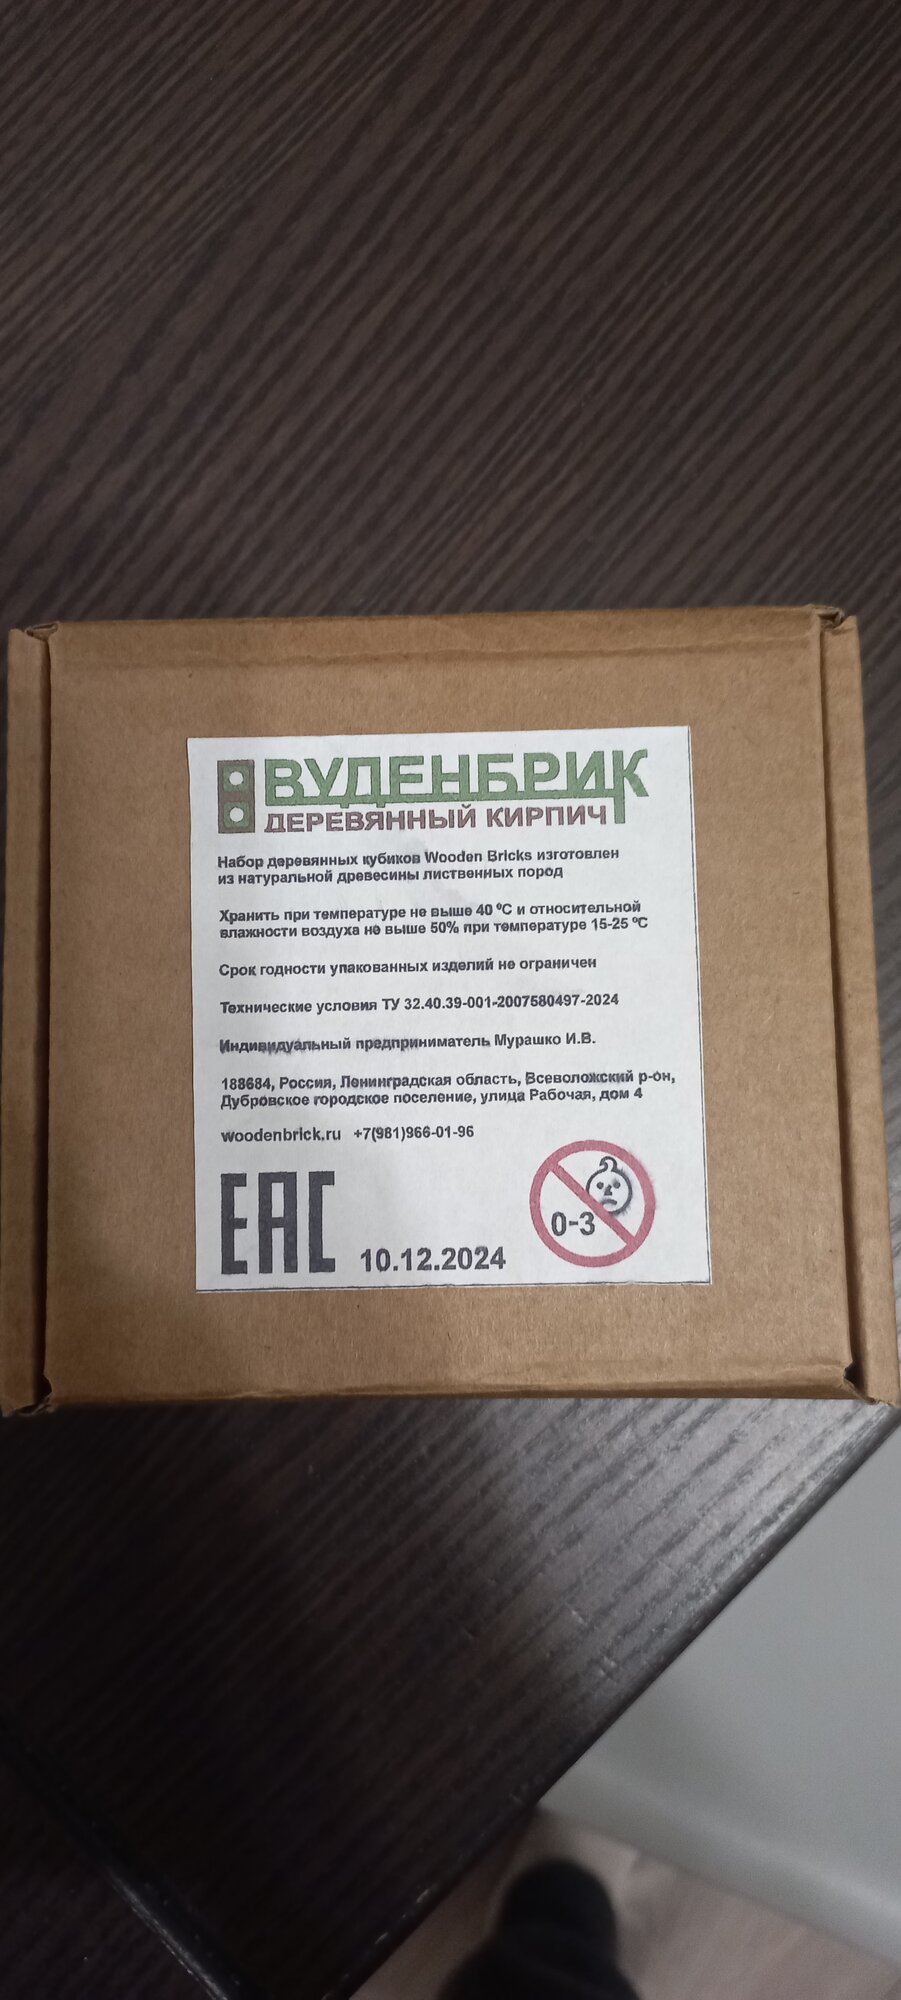 ВУДЕНБРИК
ДЕРЕВЯННЫЙ КИРПИЧ
Набор деревянных кубиков Wooden Bricks изготовлен
из натуральной древесины лиственных пород
Хранить при температуре не выше 40 ºC и относительной
влажности воздуха не выше 50% при температуре 15-25 ºC
Срок годности упакованных изделий не ограничен
Технические условия ТУ 32.40.39-001-2007580497-2024
Индивидуальный предприниматель Мурашко И.В.
188684, Россия, Ленинградская область, Всеволожский р-он,
Дубровское городское поселение, улица Рабочая, дом 4
woodenbrick.ru +7(981)966-01-96
EAC 10.12.2024
0-3